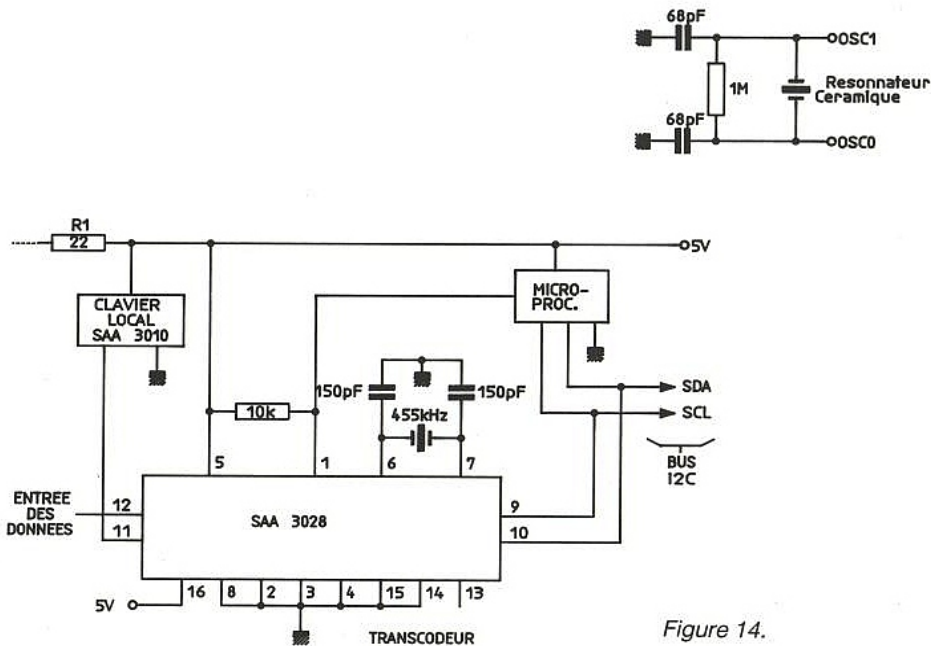 68pF
OSC1
1M
Resonnateur
Ceramique
68pF
OSC0
R1
22
5V
CLAVIER
LOCAL
SAA 3010
MICRO-
PROC.
150pF
150pF
SDA
10k
455kHz
SCL
BUS
I2C
5
1
6
7
ENTREE
DES
DONNEES
12
11
SAA 3028
9
10
5V
16
8
2
3
4
15
14
13
TRANSCODEUR
Figure 14.